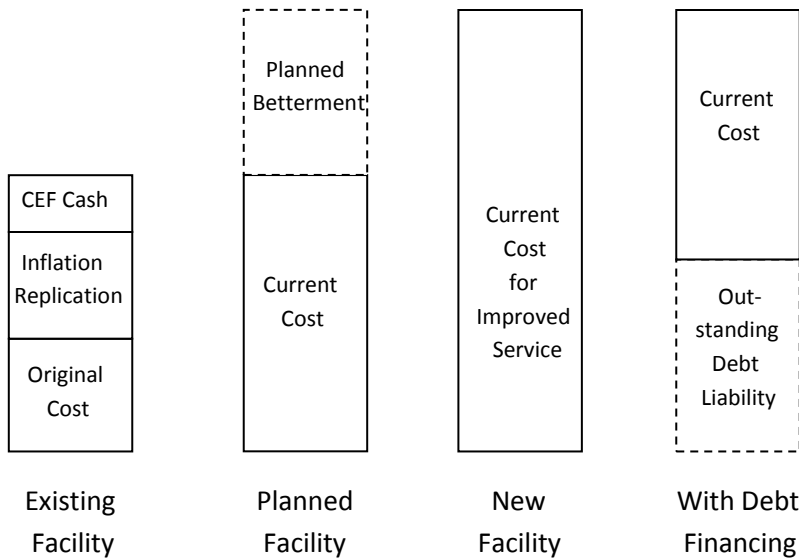 CEF Cash
Inflation
Replication
Original
Cost
Existing
Facility
Planned
Betterment
Current
Cost
Planned
Facility
Current
Cost
for
Improved
Service
New
Facility
Current
Cost
Out-
standing
Debt
Liability
With Debt
Financing